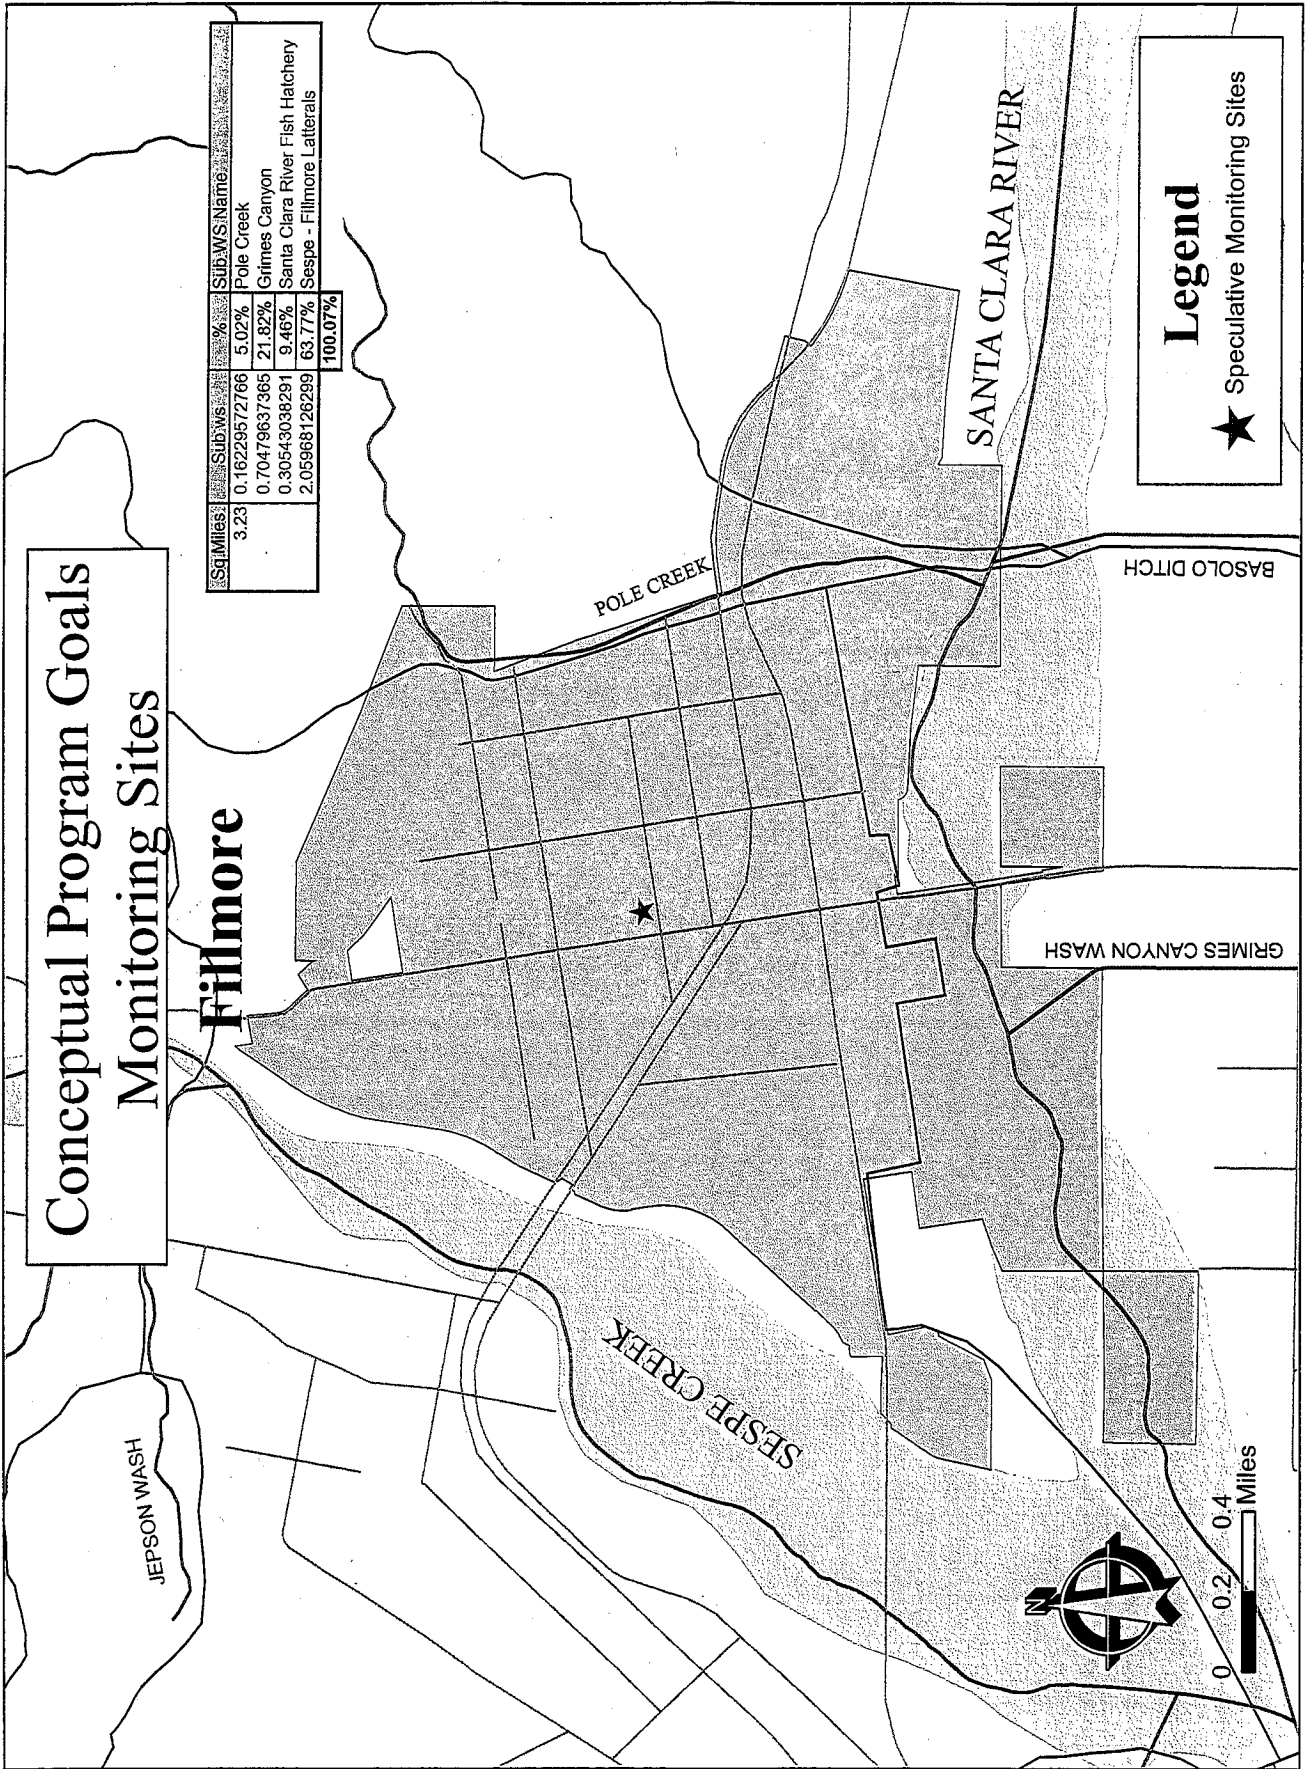 Conceptual Program Goals
Monitoring Sites
Fillmore
Sq Miles Sub ws % Sub WS Name
3.23 0.16229572766 5.02% Pole Creek
0.70479637365 21.82% Grimes Canyon
0.30543038291 9.46% Santa Clara River Fish Hatchery
2.05968126299 63.77% Sespe - Fillmore Latterals
100.07%
JEPSON WASH
POLE CREEK
SESPE CREEK
SANTA CLARA RIVER
GRIMES CANYON WASH
BASOLO DITCH
N
0 0.2 0.4
Miles
Legend
Speculative Monitoring Sites